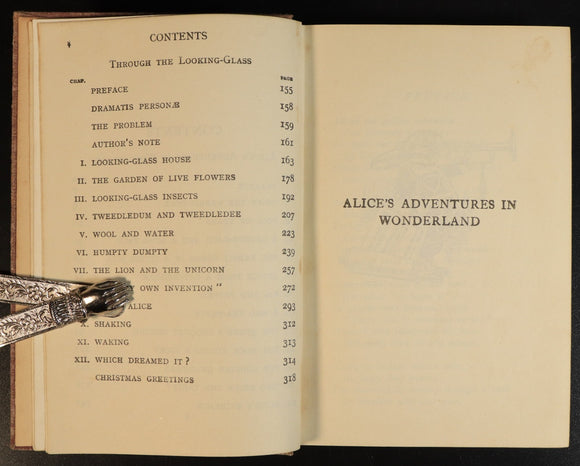 CONTENTS
THROUGH THE LOOKING-GLASS
CHAP. PAGE
PREFACE 155
DRAMATIS PERSONÆ 158
THE PROBLEM 159
AUTHOR'S NOTE 161
I. LOOKING-GLASS HOUSE 163
II. THE GARDEN OF LIVE FLOWERS 178
III. LOOKING-GLASS INSECTS 192
IV. TWEEDLEDUM AND TWEEDLEDEE 207
V. WOOL AND WATER 223
VI. HUMPTY DUMPTY 239
VII. THE LION AND THE UNICORN 257
OWN INVENTION" 272
ALICE 293
X. SHAKING 312
XI. WAKING 313
XII. WHICH DREAMED IT? 314
CHRISTMAS GREETINGS 318
ALICE'S ADVENTURES IN
WONDERLAND